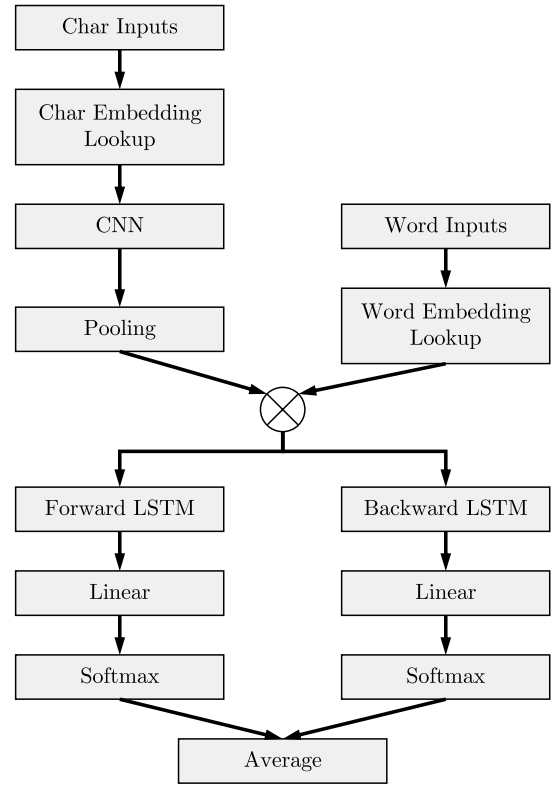 Char Inputs
Char Embedding
Lookup
CNN
Word Inputs
Pooling
Word Embedding
Lookup
Forward LSTM
Backward LSTM
Linear
Linear
Softmax
Softmax
Average